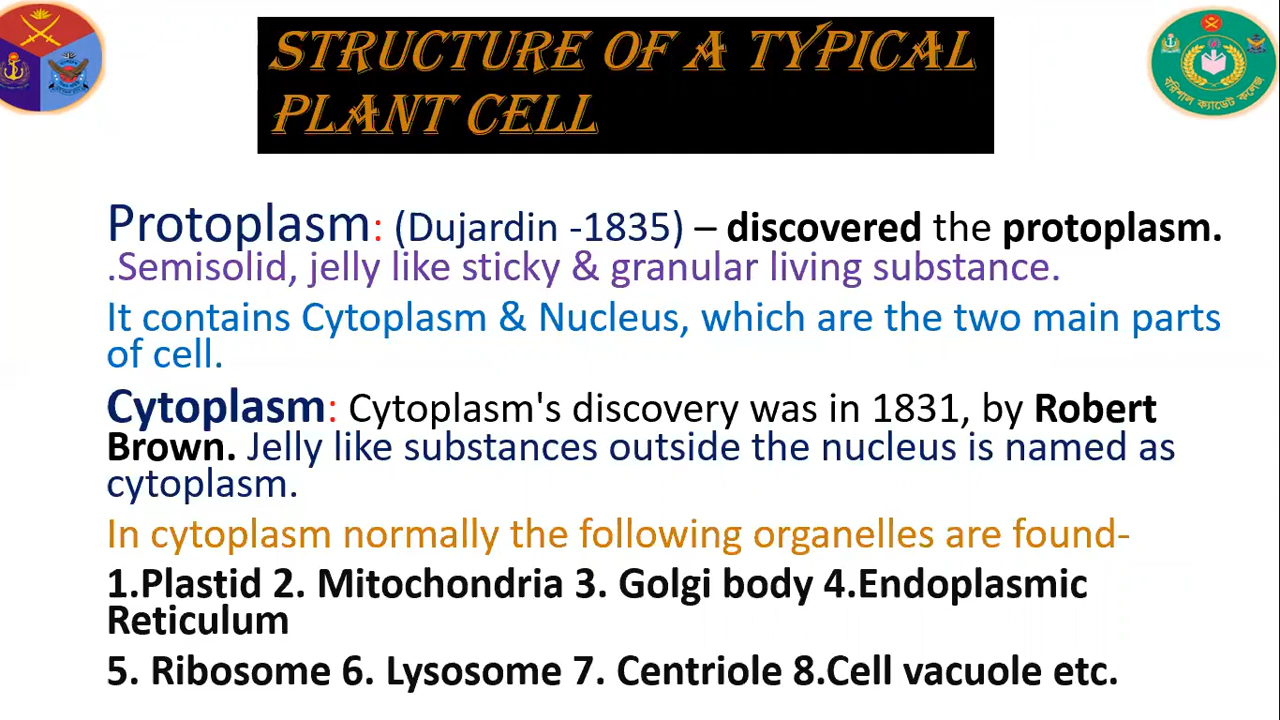 STRUCTURE OF A TYPICAL
PLANT CELL
বরিশাল ক্যাডেট কলেজ
Protoplasm: (Dujardin -1835) – discovered the protoplasm.
.Semisolid, jelly like sticky & granular living substance.
It contains Cytoplasm & Nucleus, which are the two main parts
of cell.
Cytoplasm: Cytoplasm's discovery was in 1831, by Robert
Brown. Jelly like substances outside the nucleus is named as
cytoplasm.
In cytoplasm normally the following organelles are found-
1.Plastid 2. Mitochondria 3. Golgi body 4.Endoplasmic
Reticulum
5. Ribosome 6. Lysosome 7. Centriole 8.Cell vacuole etc.